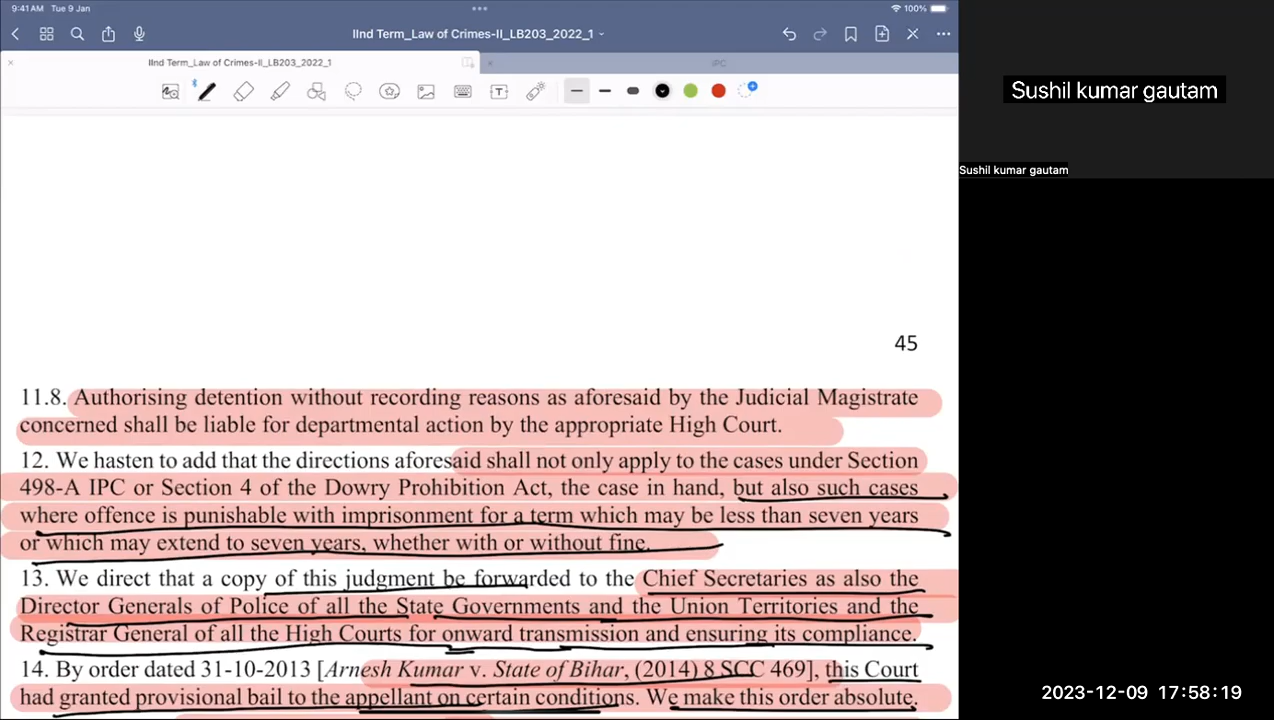 9:41 AM Tue 9 Jan
100%
IInd Term_Law of Crimes-II_LB203_2022_1
IInd Term_Law of Crimes-II_LB203_2022_1
IPC
T
Sushil kumar gautam
Sushil kumar gautam
45
11.8. Authorising detention without recording reasons as aforesaid by the Judicial Magistrate
concerned shall be liable for departmental action by the appropriate High Court.
12. We hasten to add that the directions aforesaid shall not only apply to the cases under Section
498-A IPC or Section 4 of the Dowry Prohibition Act, the case in hand, but also such cases
where offence is punishable with imprisonment for a term which may be less than seven years
or which may extend to seven years, whether with or without fine.
13. We direct that a copy of this judgment be forwarded to the Chief Secretaries as also the
Director Generals of Police of all the State Governments and the Union Territories and the
Registrar General of all the High Courts for onward transmission and ensuring its compliance.
14. By order dated 31-10-2013 [Arnesh Kumar v. State of Bihar, (2014) 8 SCC 469], this Court
had granted provisional bail to the appellant on certain conditions. We make this order absolute.
2023-12-09 17:58:19